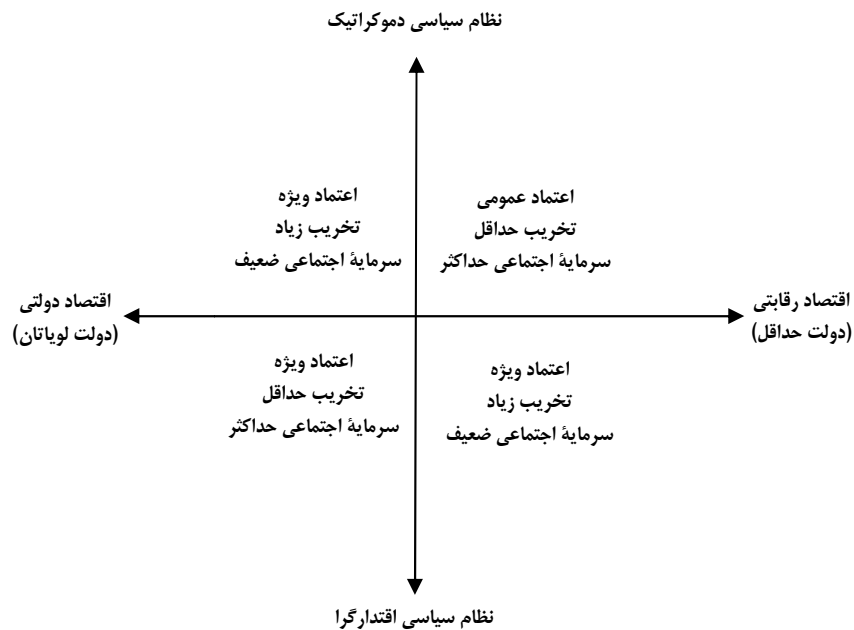 نظام سیاسی دموکراتیک
اعتماد عمومی
تخریب حداقل
سرمایهٔ اجتماعی حداکثر
اعتماد ویژه
تخریب زیاد
سرمایهٔ اجتماعی ضعیف
اقتصاد رقابتی
(دولت حداقل)
اقتصاد دولتی
(دولت لویاتان)
اعتماد ویژه
تخریب زیاد
سرمایهٔ اجتماعی ضعیف
اعتماد ویژه
تخریب حداقل
سرمایهٔ اجتماعی حداکثر
نظام سیاسی اقتدارگرا